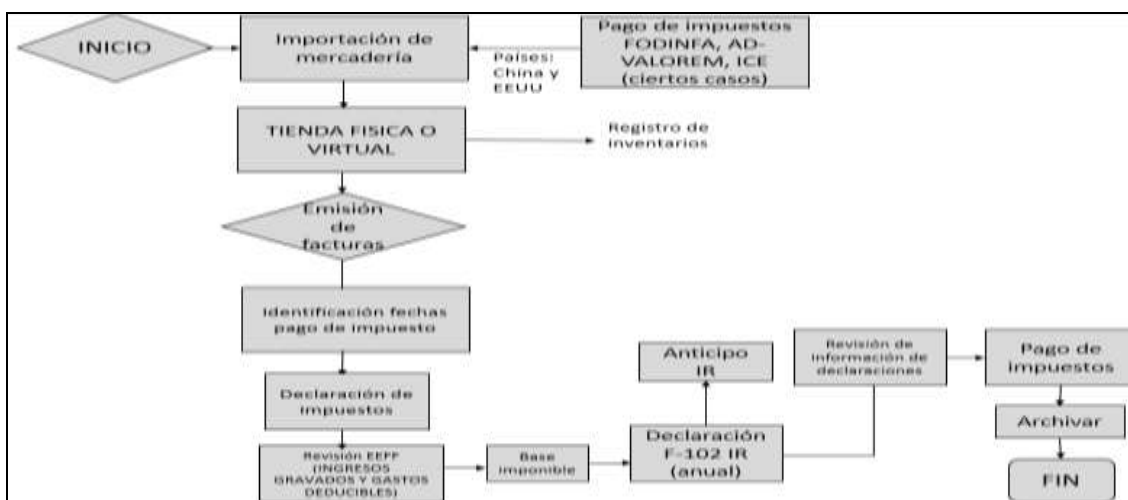 INICIO
Importación de
mercadería
Países:
China y
EEUU
Pago de impuestos
FODINFA, AD-
VALOREM, ICE
(ciertos casos)
TIENDA FISICA O
VIRTUAL
Registro de
inventarios
Emisión
de
facturas
Identificación fechas
pago de impuesto
Declaración de
impuestos
Revisión EEFF
(INGRESOS
GRAVADOS Y GASTOS
DEDUCIBLES)
Base
imponible
Declaración
F-102 IR
(anual)
Anticipo
IR
Revisión de
información de
declaraciones
Pago de
impuestos
Archivar
FIN